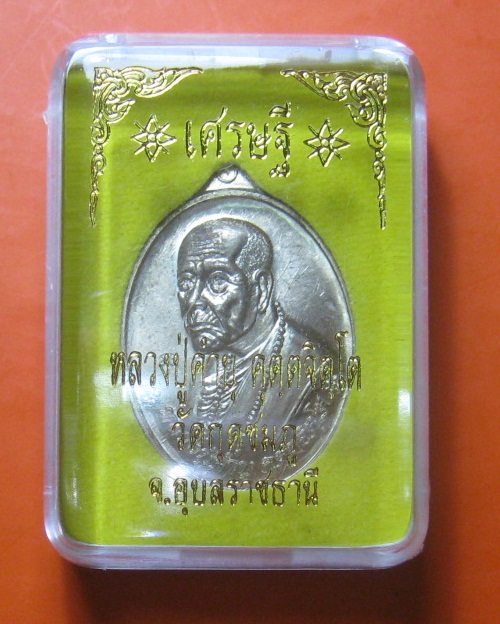 เศรษฐี
หลวงปู่คำบุ คุตฺตจิตฺโต
วัดกุดชมภู
จ.อุบลราชธานี